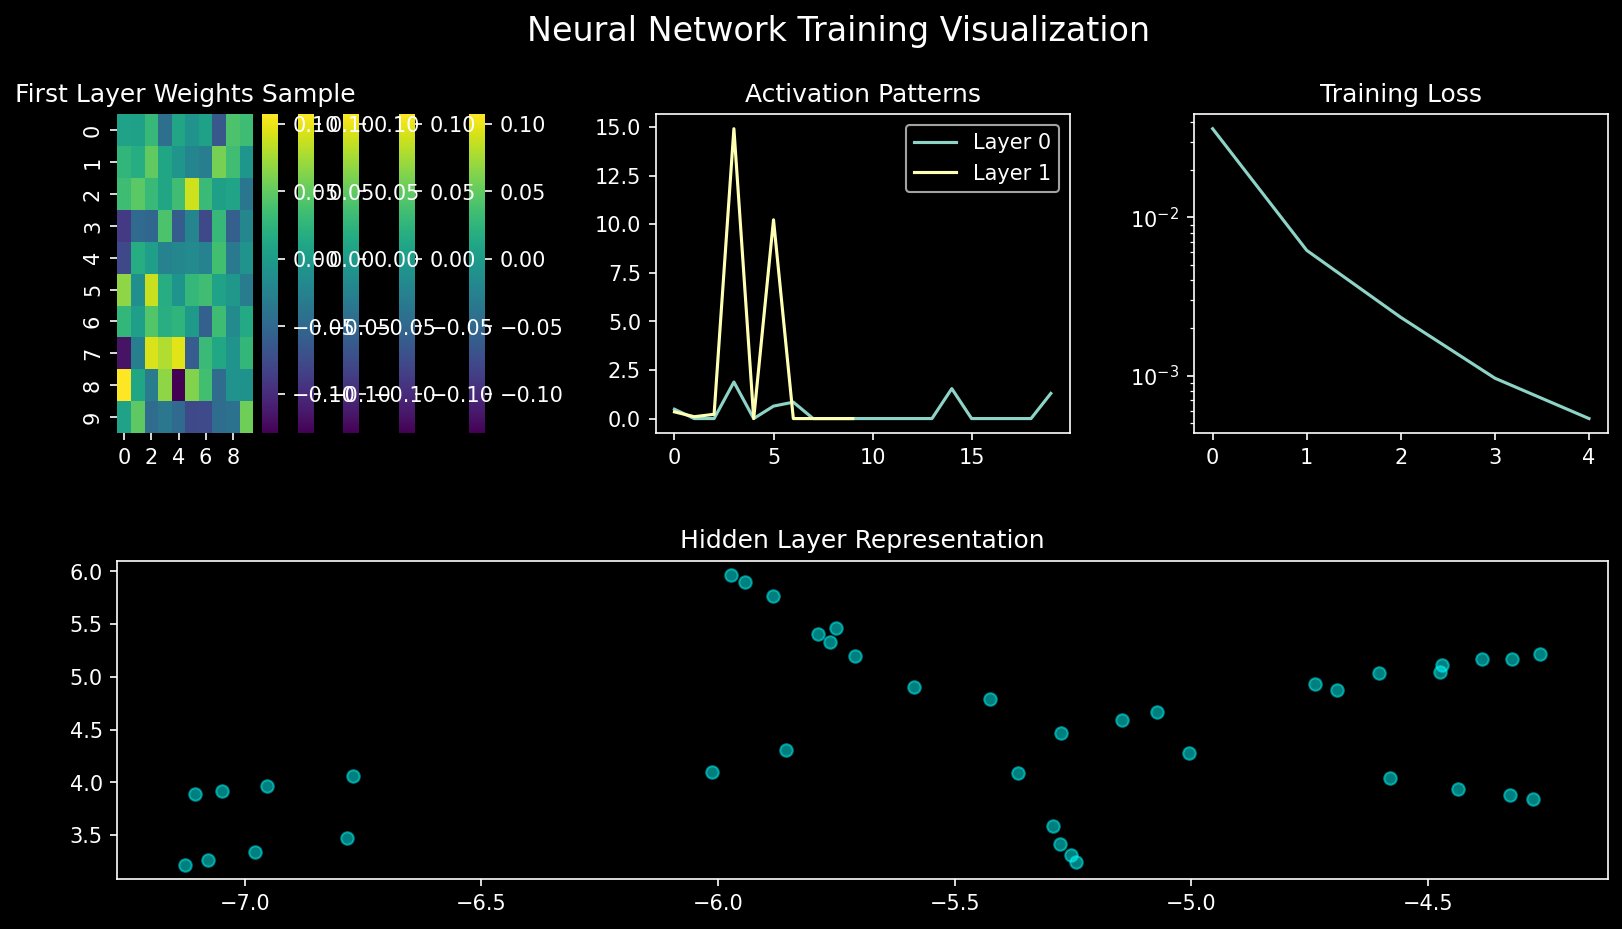 Neural Network Training Visualization
First Layer Weights Sample
0
1
2
3
4
5
6
7
8
9
0 2 4 6 8
0.10 0.10 0.10 0.10 0.10
0.05 0.05 0.05 0.05 0.05
0.00 0.00 0.00 0.00 0.00
−0.05 −0.05 −0.05 −0.05 −0.05
−0.10 −0.10 −0.10 −0.10 −0.10
Activation Patterns
15.0
12.5
10.0
7.5
5.0
2.5
0.0
0 5 10 15
Layer 0
Layer 1
Training Loss
10⁻²
10⁻³
0 1 2 3 4
Hidden Layer Representation
6.0
5.5
5.0
4.5
4.0
3.5
−7.0 −6.5 −6.0 −5.5 −5.0 −4.5